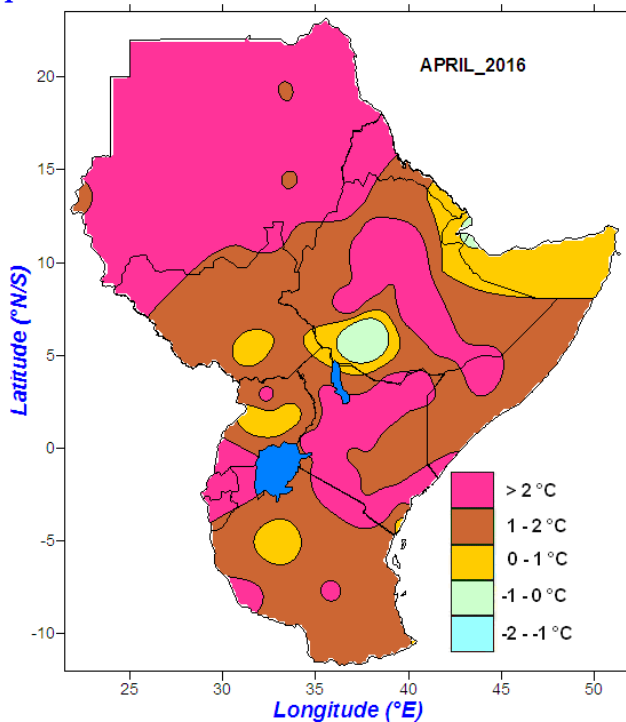 APRIL_2016
20
15
10
5
0
-5
-10
Latitude (°N/S)
> 2 °C
1 - 2 °C
0 - 1 °C
-1 - 0 °C
-2 - -1 °C
25 30 35 40 45 50
Longitude (°E)